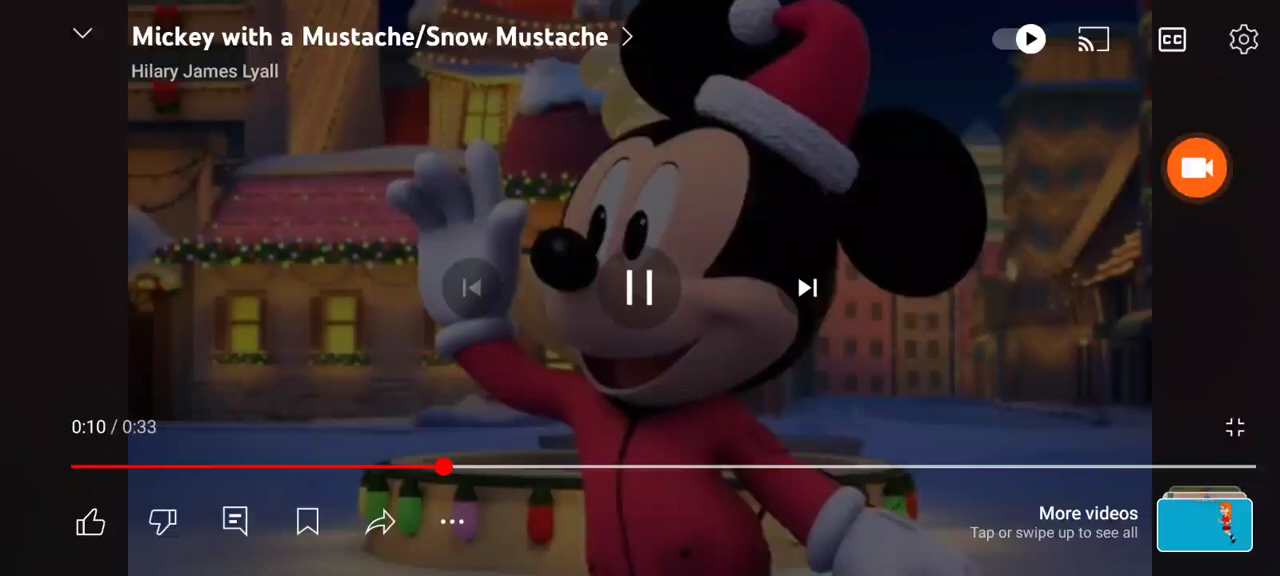 Mickey with a Mustache/Snow Mustache
Hilary James Lyall
CC
0:10 / 0:33
More videos
Tap or swipe up to see all